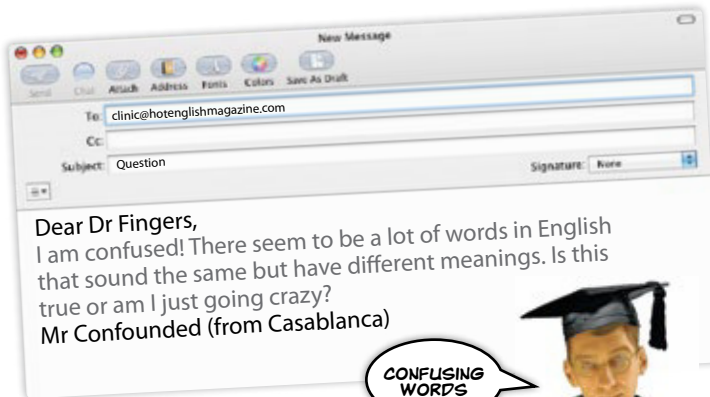 New Message
Send Chat Attach Address Fonts Colors Save As Draft
To: clinic@hotenglishmagazine.com
Cc:
Subject: Question
Signature: None
Dear Dr Fingers,
I am confused! There seem to be a lot of words in English
that sound the same but have different meanings. Is this
true or am I just going crazy?
Mr Confounded (from Casablanca)
CONFUSING
WORDS